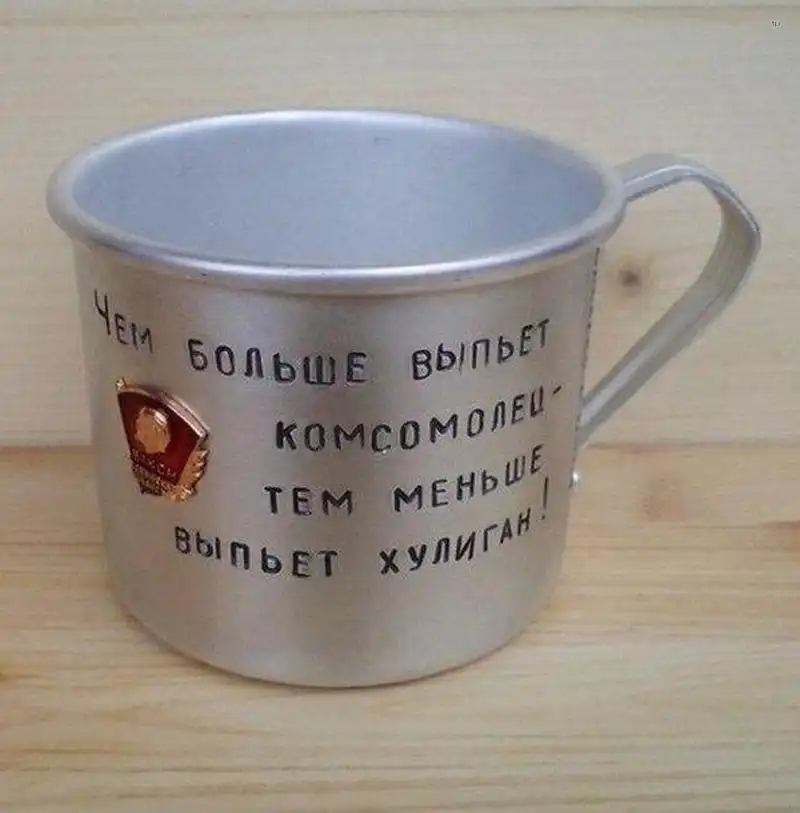 Чем больше выпьет
комсомолец-
тем меньше
выпьет хулиган!